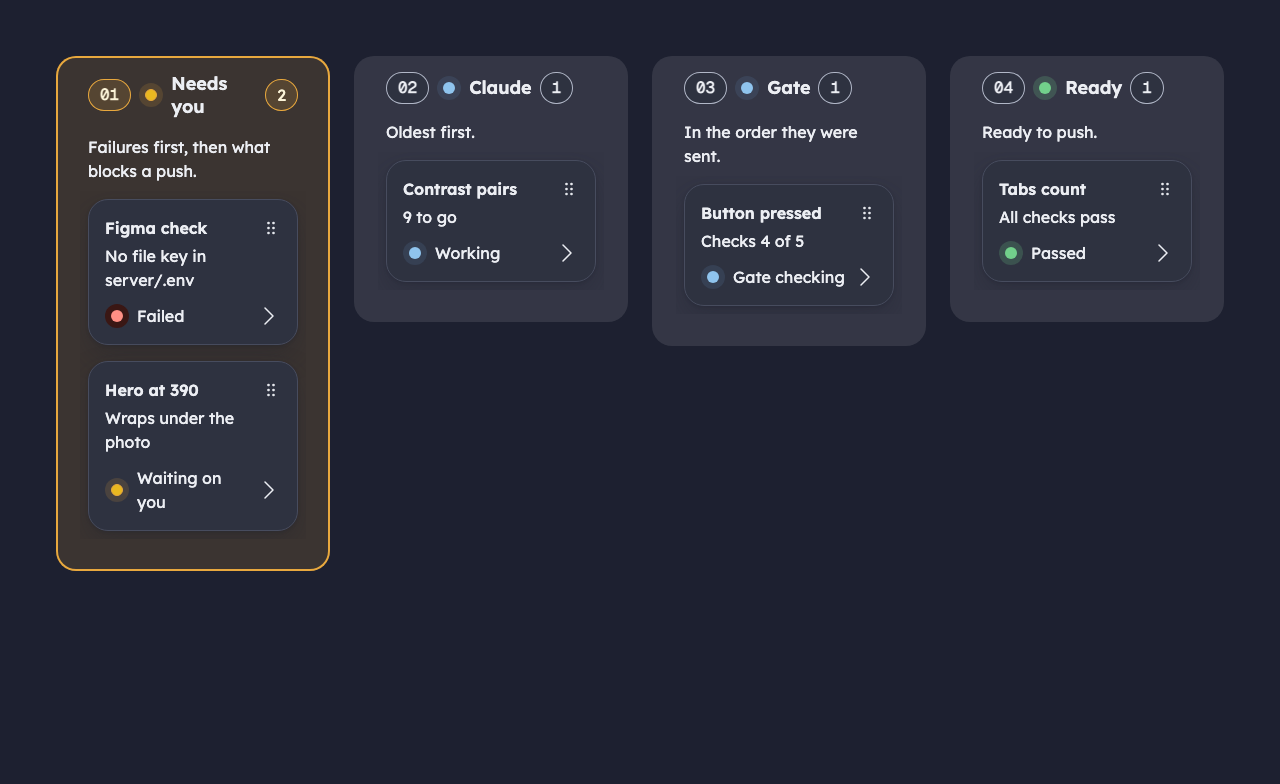 01 Needs you 2
Failures first, then what
blocks a push.
Figma check
No file key in
server/.env
Failed
Hero at 390
Wraps under the
photo
Waiting on
you
02 Claude 1
Oldest first.
Contrast pairs
9 to go
Working
03 Gate 1
In the order they were
sent.
Button pressed
Checks 4 of 5
Gate checking
04 Ready 1
Ready to push.
Tabs count
All checks pass
Passed